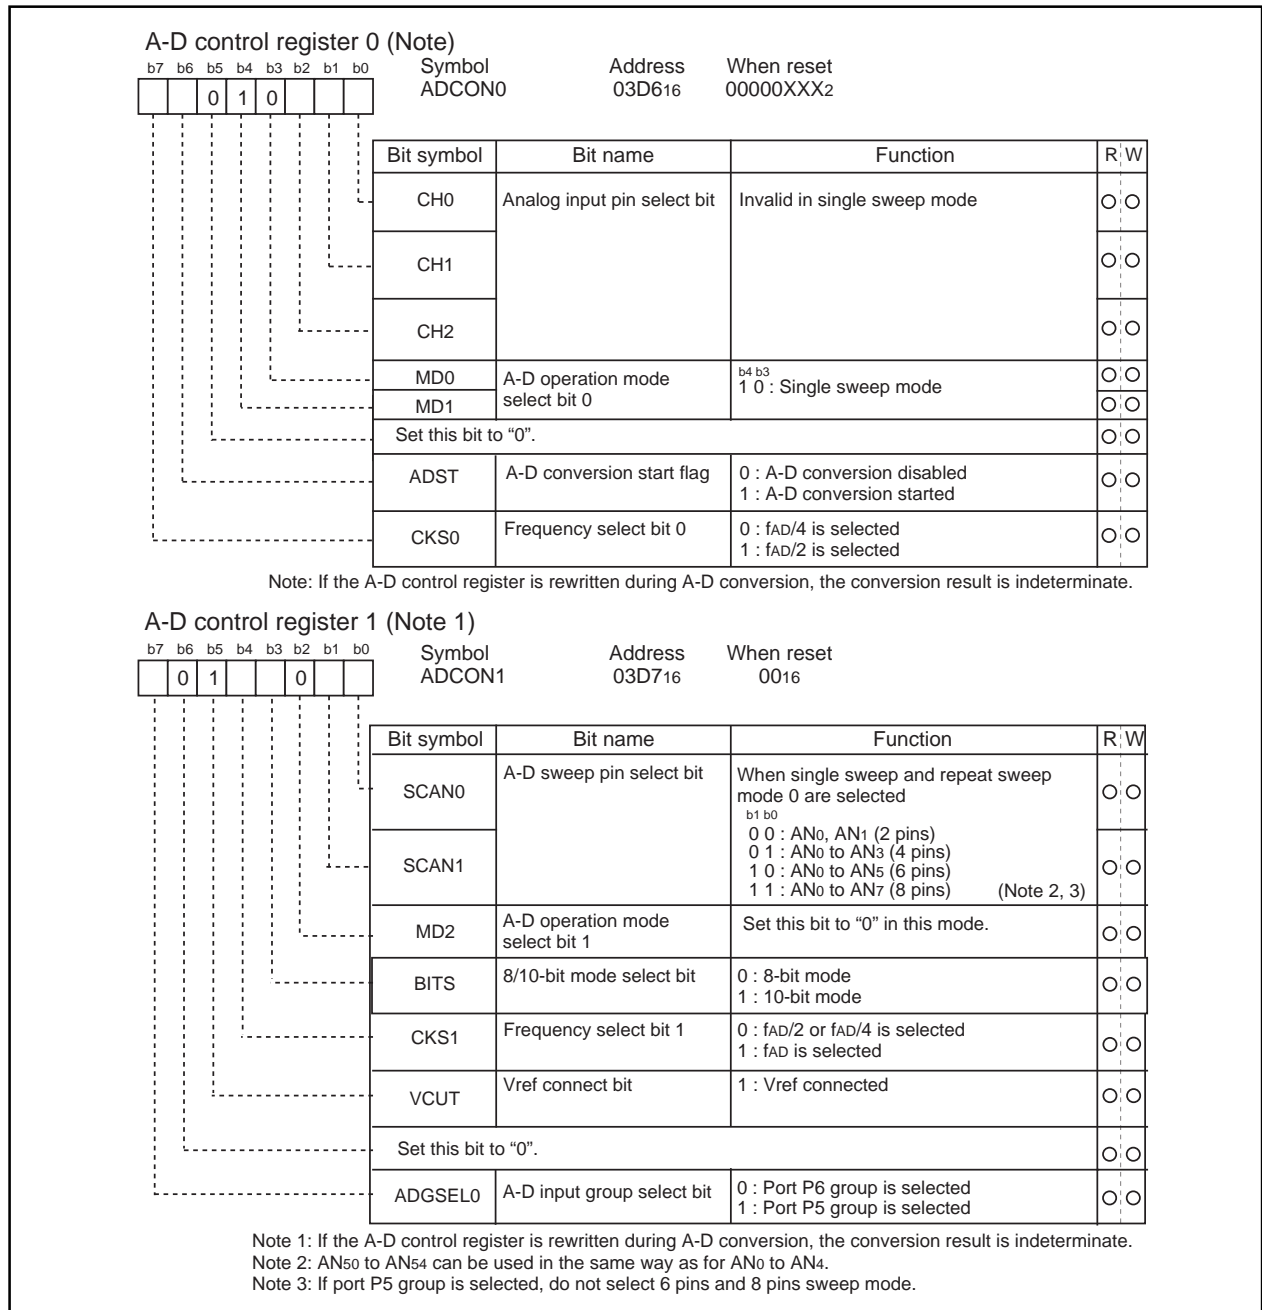 A-D control register 0 (Note)
b7 b6 b5 b4 b3 b2 b1 b0
0 1 0
Symbol Address When reset
ADCON0 03D616 00000XXX2
Bit symbol Bit name Function R W
CH0 Analog input pin select bit Invalid in single sweep mode
CH1
CH2
MD0 A-D operation mode select bit 0 b4 b3
1 0 : Single sweep mode
MD1
Set this bit to “0”.
ADST A-D conversion start flag 0 : A-D conversion disabled
1 : A-D conversion started
CKS0 Frequency select bit 0 0 : fAD/4 is selected
1 : fAD/2 is selected
Note: If the A-D control register is rewritten during A-D conversion, the conversion result is indeterminate.
A-D control register 1 (Note 1)
b7 b6 b5 b4 b3 b2 b1 b0
0 1 0
Symbol Address When reset
ADCON1 03D716 0016
Bit symbol Bit name Function R W
SCAN0 A-D sweep pin select bit When single sweep and repeat sweep
mode 0 are selected
b1 b0
0 0 : AN0, AN1 (2 pins)
0 1 : AN0 to AN3 (4 pins)
SCAN1 1 0 : AN0 to AN5 (6 pins)
1 1 : AN0 to AN7 (8 pins) (Note 2, 3)
MD2 A-D operation mode select bit 1 Set this bit to “0” in this mode.
BITS 8/10-bit mode select bit 0 : 8-bit mode
1 : 10-bit mode
CKS1 Frequency select bit 1 0 : fAD/2 or fAD/4 is selected
1 : fAD is selected
VCUT Vref connect bit 1 : Vref connected
Set this bit to “0”.
ADGSEL0 A-D input group select bit 0 : Port P6 group is selected
1 : Port P5 group is selected
Note 1: If the A-D control register is rewritten during A-D conversion, the conversion result is indeterminate.
Note 2: AN50 to AN54 can be used in the same way as for AN0 to AN4.
Note 3: If port P5 group is selected, do not select 6 pins and 8 pins sweep mode.